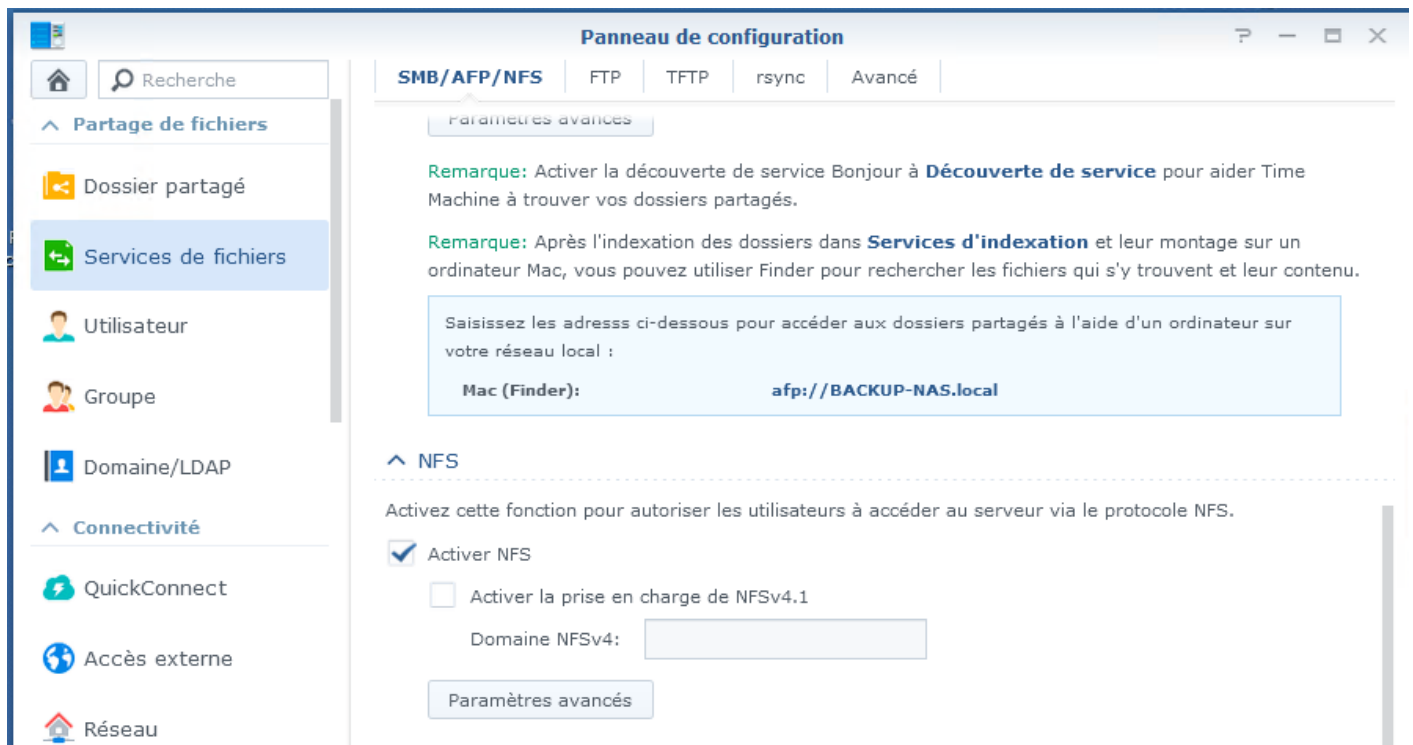 Panneau de configuration
Recherche
SMB/AFP/NFS FTP TFTP rsync Avancé
Partage de fichiers
Paramètres avancés
Dossier partagé
Remarque: Activer la découverte de service Bonjour à Découverte de service pour aider Time
Machine à trouver vos dossiers partagés.
Services de fichiers
Remarque: Après l'indexation des dossiers dans Services d'indexation et leur montage sur un
ordinateur Mac, vous pouvez utiliser Finder pour rechercher les fichiers qui s'y trouvent et leur contenu.
Utilisateur
Saisissez les adresss ci-dessous pour accéder aux dossiers partagés à l'aide d'un ordinateur sur
votre réseau local :
Groupe
Mac (Finder): afp://BACKUP-NAS.local
Domaine/LDAP
NFS
Connectivité
Activez cette fonction pour autoriser les utilisateurs à accéder au serveur via le protocole NFS.
Activer NFS
QuickConnect
Activer la prise en charge de NFSv4.1
Domaine NFSv4:
Accès externe
Paramètres avancés
Réseau